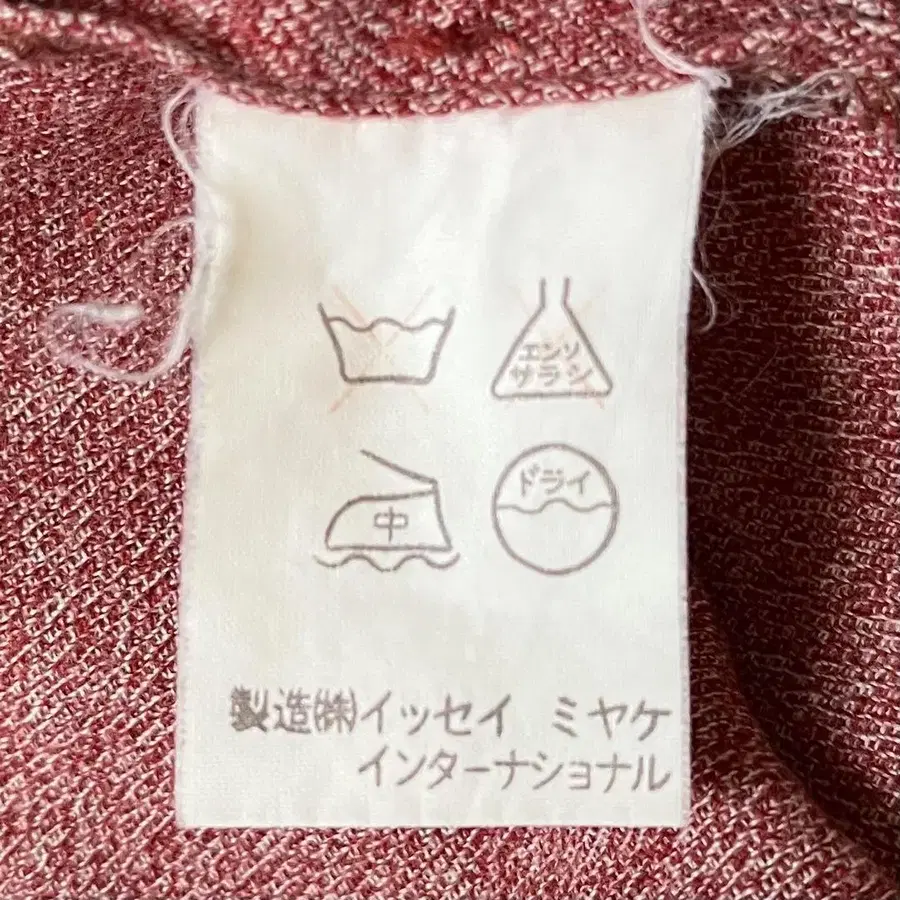 エンソ
サラシ
中
ドライ
製造㈱イッセイ ミヤケ
インターナショナル